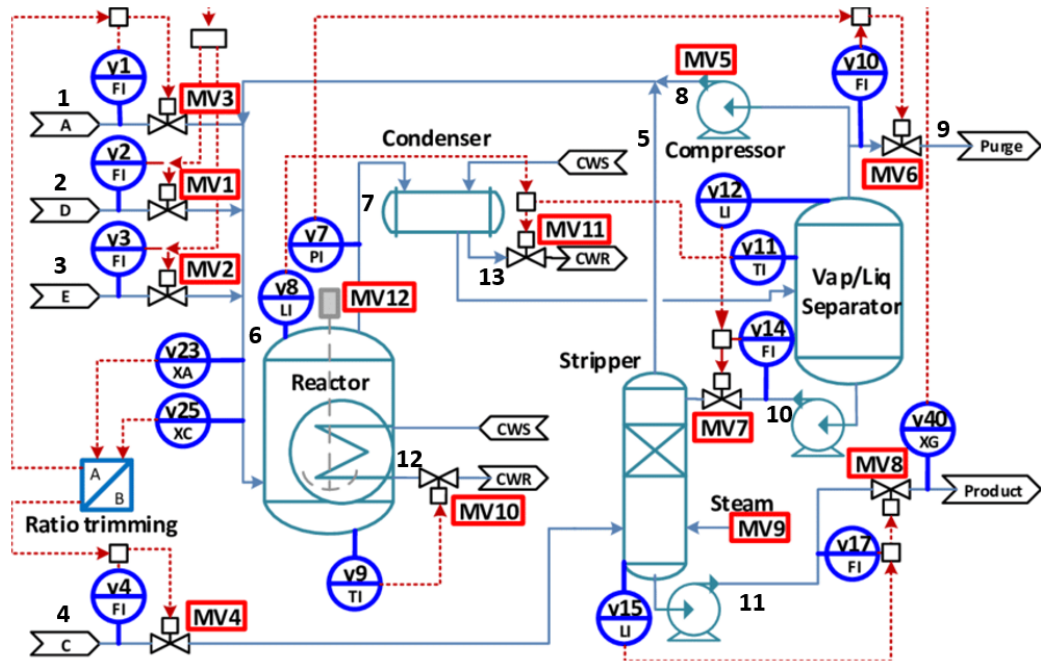 1
A
y1
FI
MV3
2
D
y2
FI
MV1
3
E
y3
FI
MV2
MV5
8
Compressor
5
y10
FI
9
Purge
MV6
Condenser
CWS
7
y7
PI
MV11
CWR
13
y12
LI
y11
TI
Vap/Liq
Separator
y8
LI
MV12
6
Reactor
y23
XA
y25
XC
A
B
Ratio trimming
CWS
12
CWR
MV10
y9
TI
Stripper
y14
FI
MV7
10
y40
XG
MV8
Product
Steam
MV9
y17
FI
11
y15
LI
4
C
y4
FI
MV4